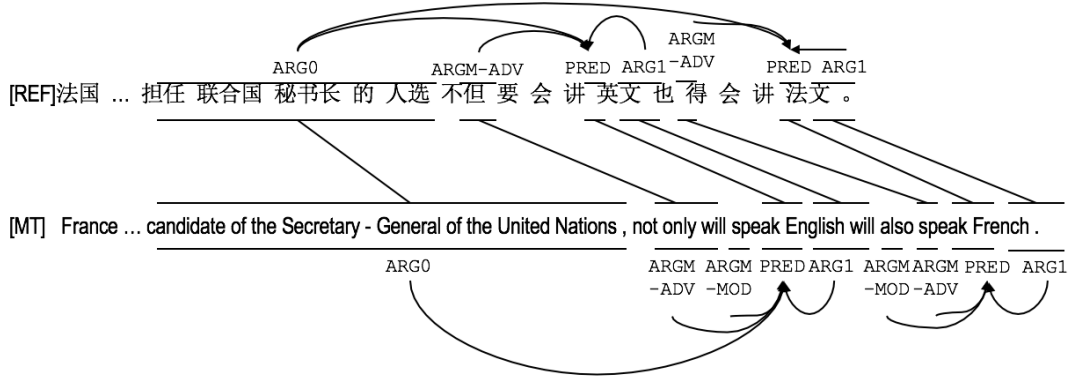 ARGM
ARG0 ARGM-ADV PRED ARG1 -ADV PRED ARG1
[REF]法国 … 担任 联合国 秘书长 的 人选 不但 要 会 讲 英文 也 得 会 讲 法文 。
[MT] France … candidate of the Secretary - General of the United Nations , not only will speak English will also speak French .
ARG0 ARGM ARGM PRED ARG1 ARGM ARGM PRED ARG1
-ADV -MOD -MOD -ADV